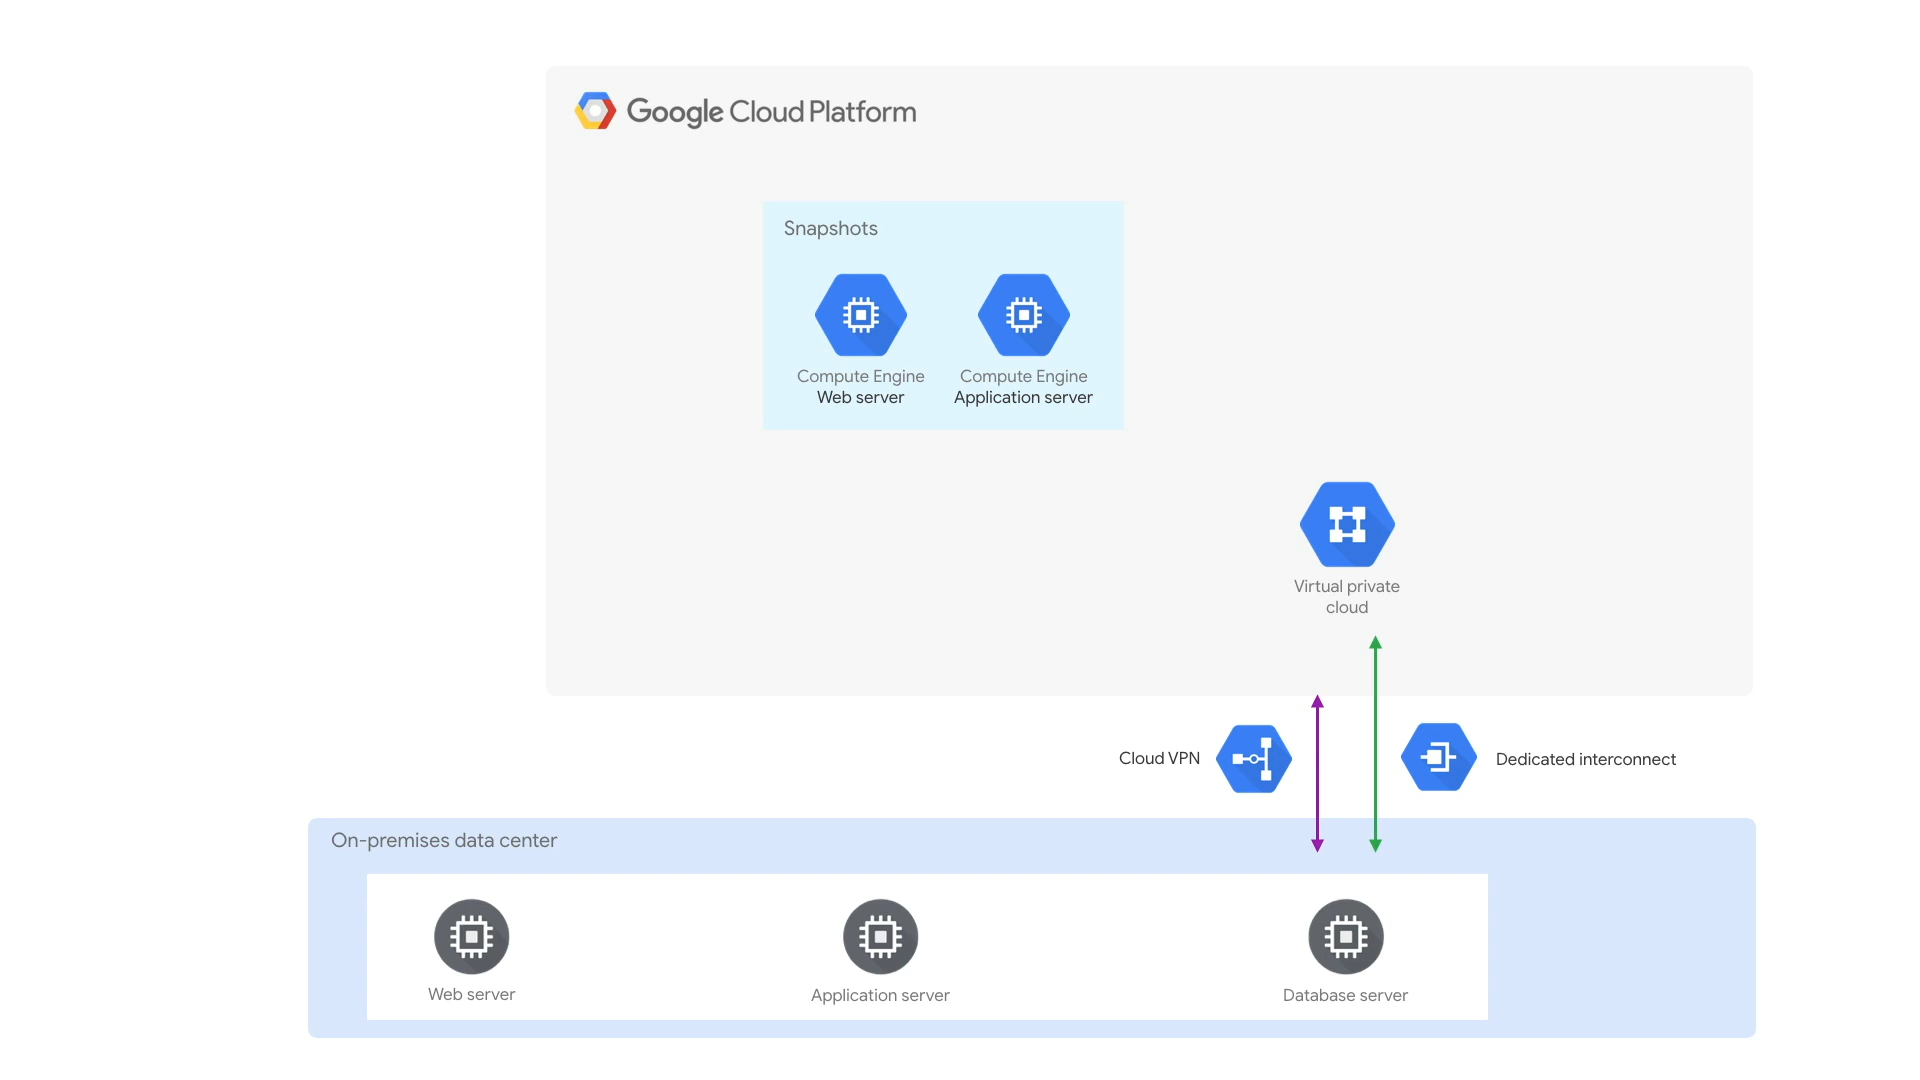 Google Cloud Platform
Snapshots
Compute Engine
Web server
Compute Engine
Application server
Virtual private
cloud
Cloud VPN
Dedicated interconnect
On-premises data center
Web server
Application server
Database server